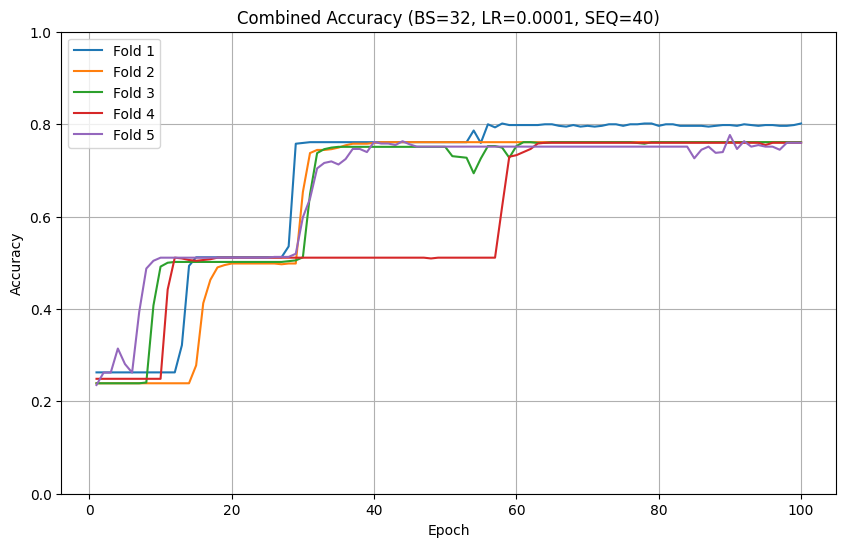 Combined Accuracy (BS=32, LR=0.0001, SEQ=40)
1.0
Fold 1
Fold 2
Fold 3
Fold 4
Fold 5
0.8
0.6
Accuracy
0.4
0.2
0.0
0 20 40 60 80 100
Epoch